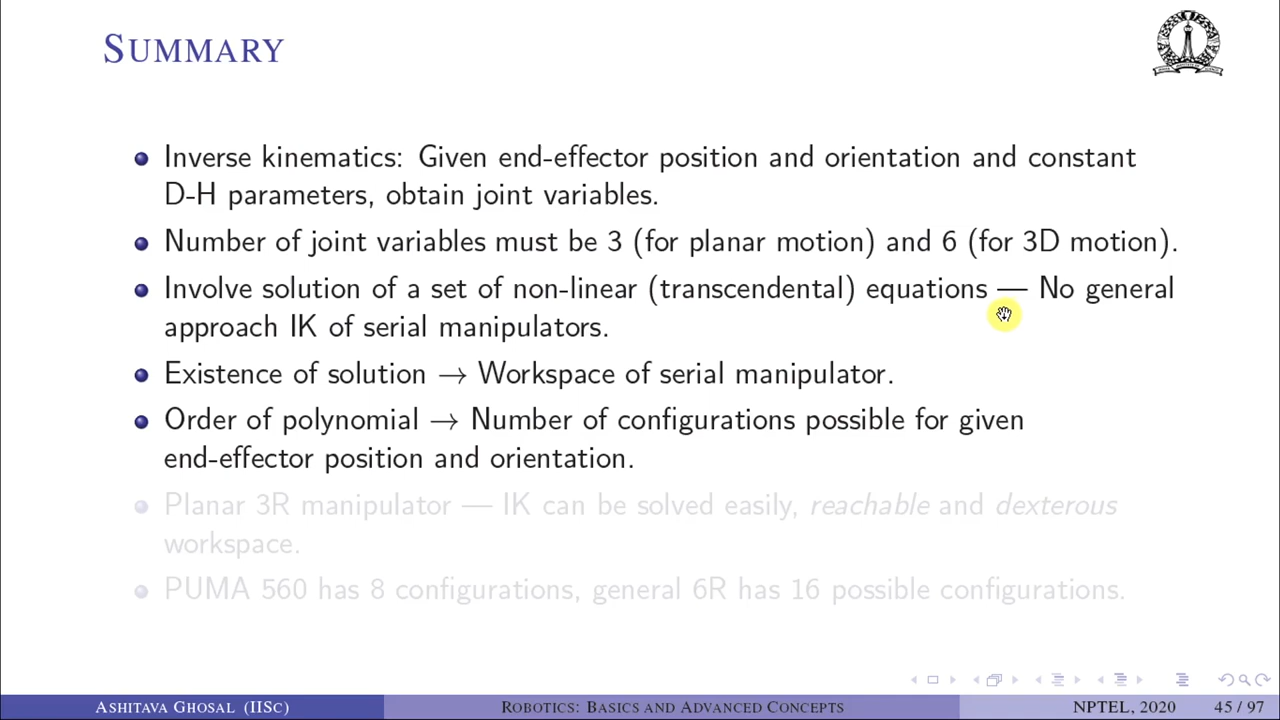 SUMMARY
Inverse kinematics: Given end-effector position and orientation and constant
D-H parameters, obtain joint variables.
Number of joint variables must be 3 (for planar motion) and 6 (for 3D motion).
Involve solution of a set of non-linear (transcendental) equations — No general
approach IK of serial manipulators.
Existence of solution → Workspace of serial manipulator.
Order of polynomial → Number of configurations possible for given
end-effector position and orientation.
Planar 3R manipulator — IK can be solved easily, reachable and dexterous
workspace.
PUMA 560 has 8 configurations, general 6R has 16 possible configurations.
ASHITAVA GHOSAL (IISC) ROBOTICS: BASICS AND ADVANCED CONCEPTS NPTEL, 2020 45 / 97